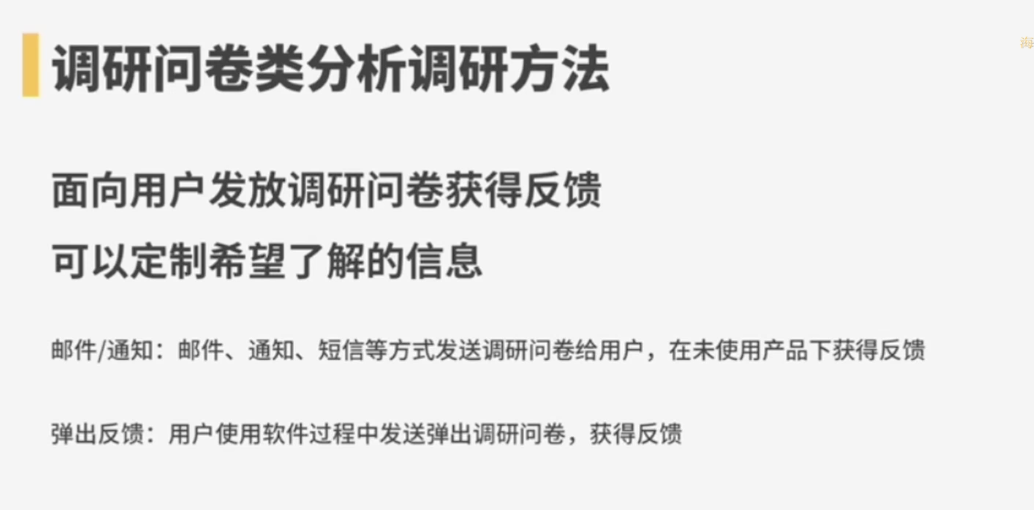 调研问卷类分析调研方法
海
面向用户发放调研问卷获得反馈
可以定制希望了解的信息
邮件/通知：邮件、通知、短信等方式发送调研问卷给用户，在未使用产品下获得反馈
弹出反馈：用户使用软件过程中发送弹出调研问卷，获得反馈